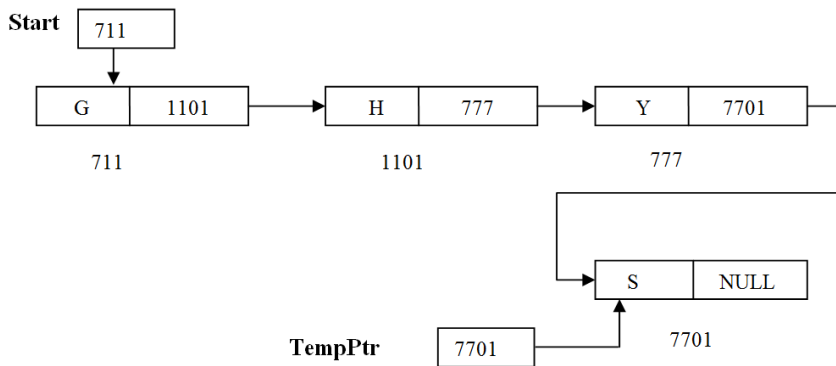 Start 711
G 1101 H 777 Y 7701
711 1101 777
S NULL
7701
TempPtr 7701